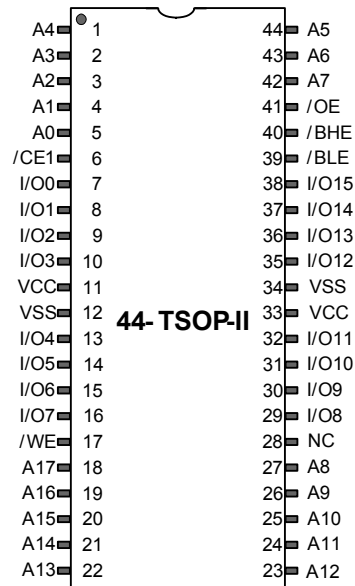 A4 1 44 A5
A3 2 43 A6
A2 3 42 A7
A1 4 41 /OE
A0 5 40 /BHE
/CE1 6 39 /BLE
I/O0 7 38 I/O15
I/O1 8 37 I/O14
I/O2 9 36 I/O13
I/O3 10 35 I/O12
VCC 11 34 VSS
VSS 12 33 VCC
44- TSOP-II
I/O4 13 32 I/O11
I/O5 14 31 I/O10
I/O6 15 30 I/O9
I/O7 16 29 I/O8
/WE 17 28 NC
A17 18 27 A8
A16 19 26 A9
A15 20 25 A10
A14 21 24 A11
A13 22 23 A12